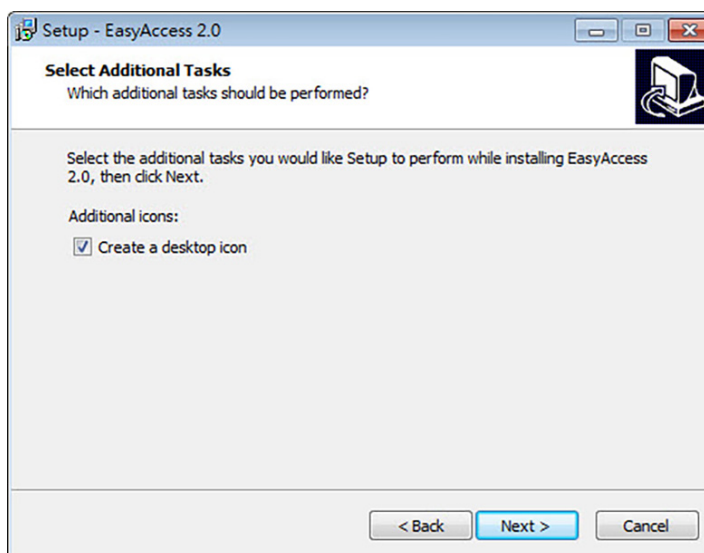 Setup - EasyAccess 2.0
Select Additional Tasks
Which additional tasks should be performed?
Select the additional tasks you would like Setup to perform while installing EasyAccess
2.0, then click Next.
Additional icons:
Create a desktop icon
< Back Next > Cancel